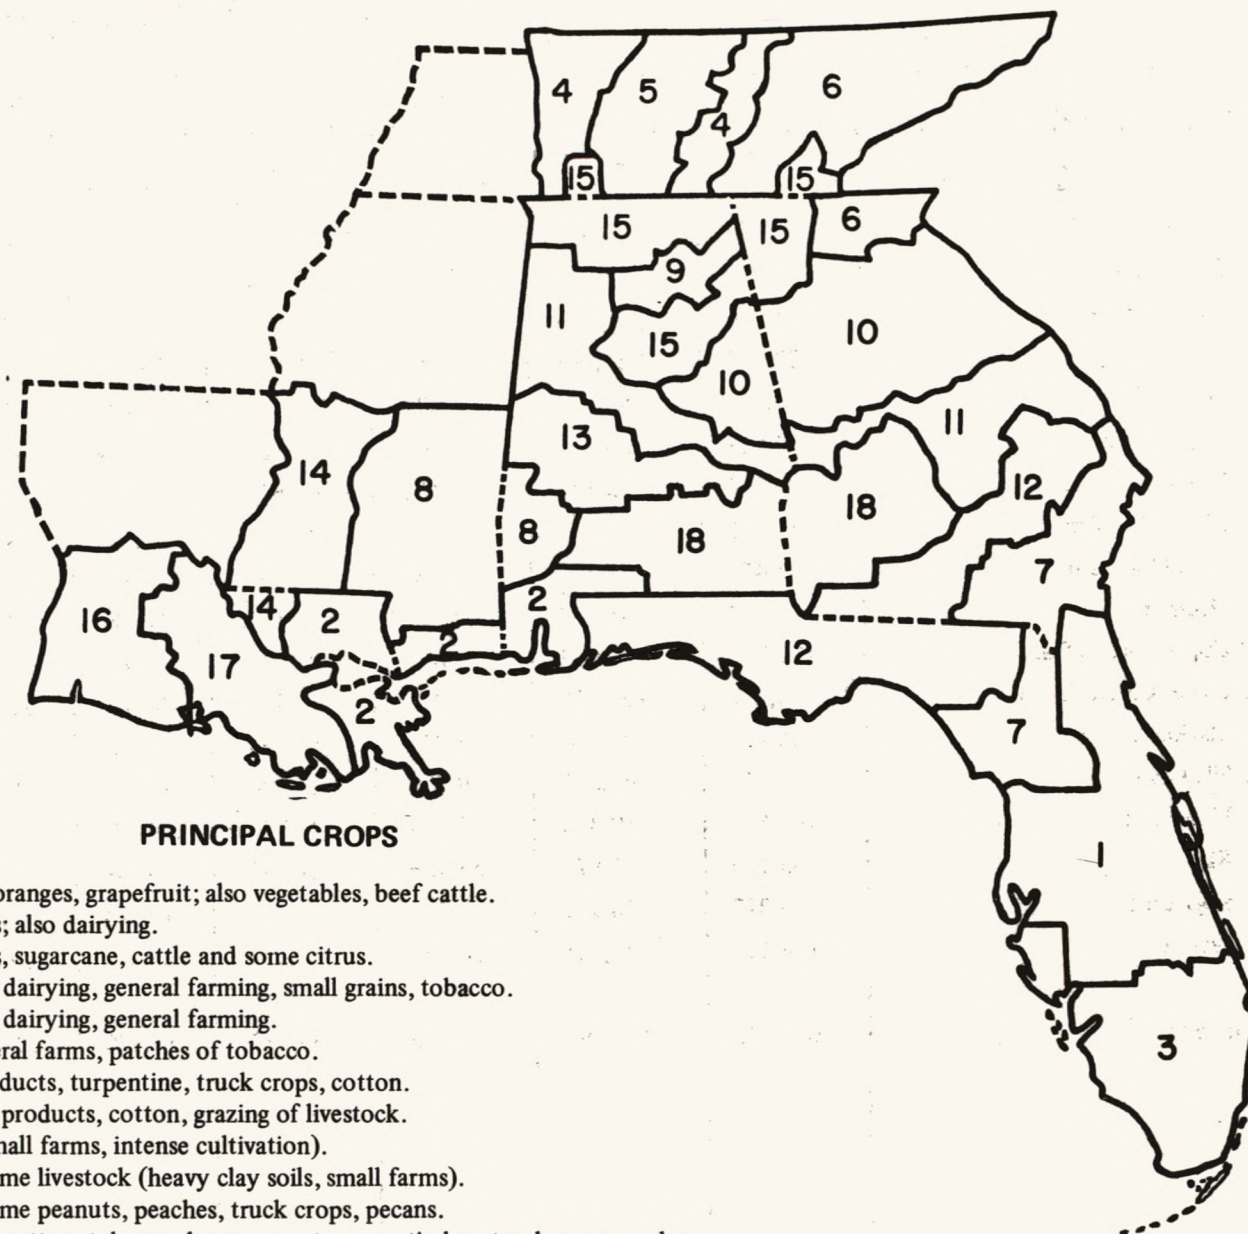 4 5 4 6
15 15
15 15 6
9
11 15 10 10
13 11
14 8 12
8 18 18
7
14 2 2
16 17 2 12
2
7
1
3
PRINCIPAL CROPS
oranges, grapefruit; also vegetables, beef cattle.
; also dairying.
, sugarcane, cattle and some citrus.
dairying, general farming, small grains, tobacco.
dairying, general farming.
ral farms, patches of tobacco.
ducts, turpentine, truck crops, cotton.
products, cotton, grazing of livestock.
all farms, intense cultivation).
me livestock (heavy clay soils, small farms).
me peanuts, peaches, truck crops, pecans.